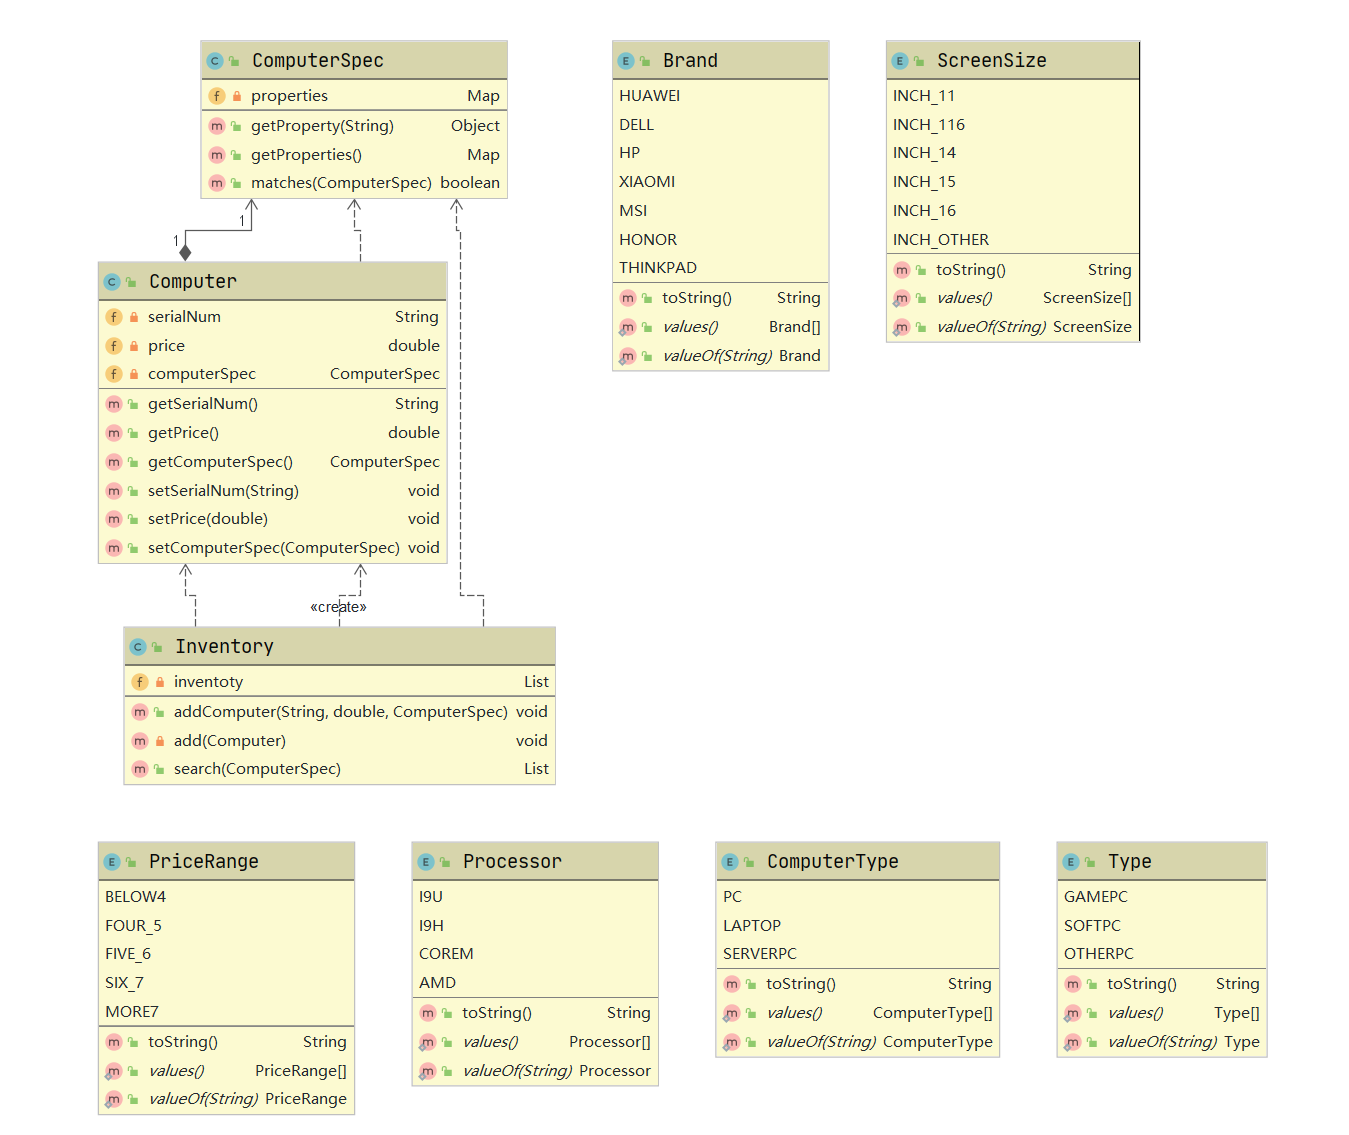 ComputerSpec
properties Map
getProperty(String) Object
getProperties() Map
matches(ComputerSpec) boolean
1
1
Computer
serialNum String
price double
computerSpec ComputerSpec
getSerialNum() String
getPrice() double
getComputerSpec() ComputerSpec
setSerialNum(String) void
setPrice(double) void
setComputerSpec(ComputerSpec) void
«create»
Inventory
inventoty List
addComputer(String, double, ComputerSpec) void
add(Computer) void
search(ComputerSpec) List
Brand
HUAWEI
DELL
HP
XIAOMI
MSI
HONOR
THINKPAD
toString() String
values() Brand[]
valueOf(String) Brand
ScreenSize
INCH_11
INCH_116
INCH_14
INCH_15
INCH_16
INCH_OTHER
toString() String
values() ScreenSize[]
valueOf(String) ScreenSize
PriceRange
BELOW4
FOUR_5
FIVE_6
SIX_7
MORE7
toString() String
values() PriceRange[]
valueOf(String) PriceRange
Processor
I9U
I9H
COREM
AMD
toString() String
values() Processor[]
valueOf(String) Processor
ComputerType
PC
LAPTOP
SERVERPC
toString() String
values() ComputerType[]
valueOf(String) ComputerType
Type
GAMEPC
SOFTPC
OTHERPC
toString() String
values() Type[]
valueOf(String) Type